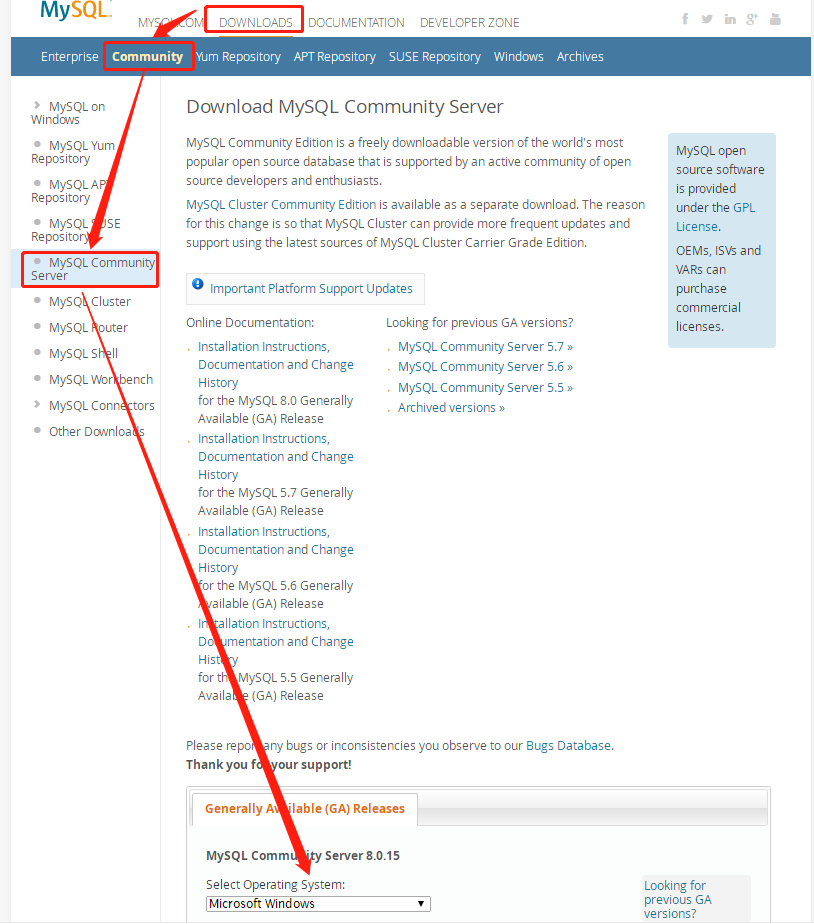 MySQL
MYSQL.COM DOWNLOADS DOCUMENTATION DEVELOPER ZONE
Enterprise Community Yum Repository APT Repository SUSE Repository Windows Archives
MySQL on
Windows
MySQL Yum
Repository
MySQL APT
Repository
MySQL SUSE
Repository
MySQL Community
Server
MySQL Cluster
MySQL Router
MySQL Shell
MySQL Workbench
MySQL Connectors
Other Downloads
Download MySQL Community Server
MySQL Community Edition is a freely downloadable version of the world's most
popular open source database that is supported by an active community of open
source developers and enthusiasts.
MySQL Cluster Community Edition is available as a separate download. The reason
for this change is so that MySQL Cluster can provide more frequent updates and
support using the latest sources of MySQL Cluster Carrier Grade Edition.
MySQL open
source software
is provided
under the GPL
License.
OEMs, ISVs and
VARs can
purchase
commercial
licenses.
Important Platform Support Updates
Online Documentation:
Installation Instructions,
Documentation and Change
History
for the MySQL 8.0 Generally
Available (GA) Release
Installation Instructions,
Documentation and Change
History
for the MySQL 5.7 Generally
Available (GA) Release
Installation Instructions,
Documentation and Change
History
for the MySQL 5.6 Generally
Available (GA) Release
Installation Instructions,
Documentation and Change
History
for the MySQL 5.5 Generally
Available (GA) Release
Looking for previous GA versions?
MySQL Community Server 5.7 »
MySQL Community Server 5.6 »
MySQL Community Server 5.5 »
Archived versions »
Please report any bugs or inconsistencies you observe to our Bugs Database.
Thank you for your support!
Generally Available (GA) Releases
MySQL Community Server 8.0.15
Select Operating System:
Microsoft Windows
Looking for
previous GA
versions?